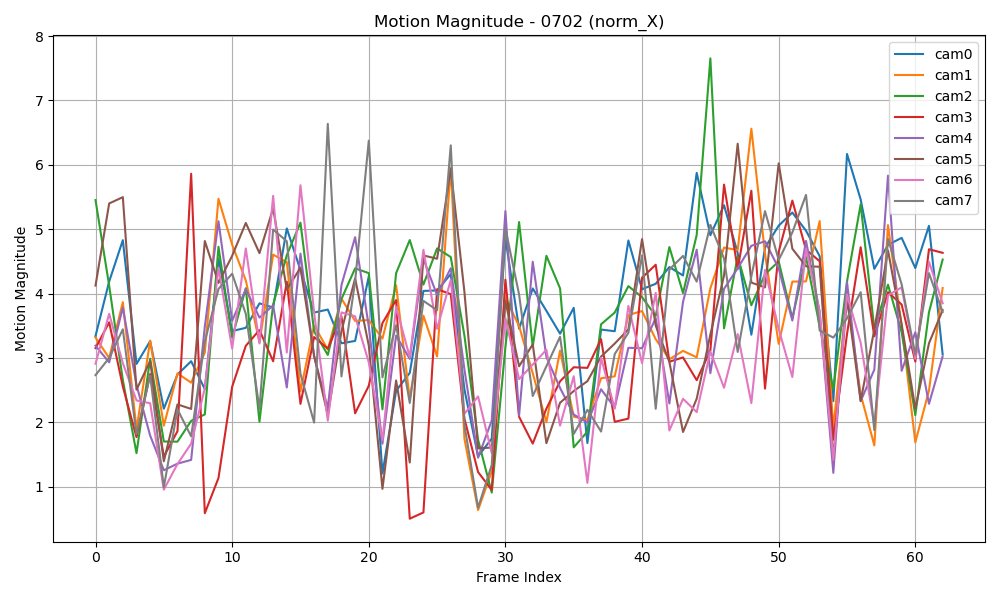 Motion Magnitude - 0702 (norm_X)
Motion Magnitude
8
7
6
5
4
3
2
1
0
10
20
30
40
50
60
Frame Index
cam0
cam1
cam2
cam3
cam4
cam5
cam6
cam7